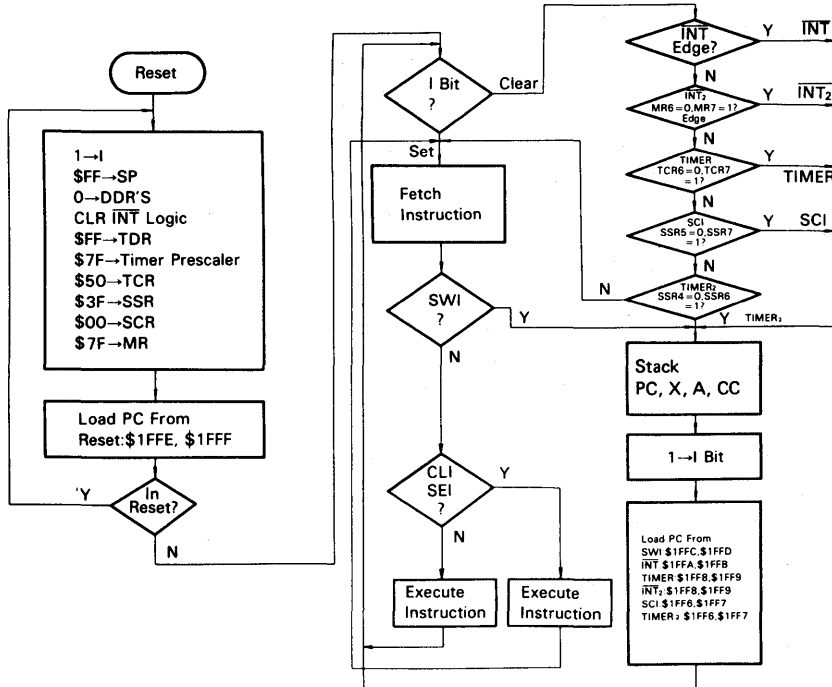 Reset
1→I
$FF→SP
0→DDR'S
CLR INT Logic
$FF→TDR
$7F→Timer Prescaler
$50→TCR
$3F→SSR
$00→SCR
$7F→MR
Load PC From
Reset:$1FFE, $1FFF
In
Reset?
Y
N
I Bit
?
Clear
Set
Fetch
Instruction
SWI
?
Y
N
CLI
SEI
?
Y
N
Execute
Instruction
Execute
Instruction
INT
Edge?
Y
INT
N
INT₂
MR6=0,MR7=1?
Edge
Y
INT₂
N
TIMER
TCR6=0,TCR7
=1?
Y
TIMER
N
SCI
SSR5=0,SSR7
=1?
Y
SCI
N
TIMER₂
SSR4=0,SSR6
=1?
N
Y
TIMER₂
Stack
PC, X, A, CC
1→I Bit
Load PC From
SWI:$1FFC,$1FFD
INT:$1FFA,$1FFB
TIMER:$1FF8,$1FF9
INT₂:$1FF8,$1FF9
SCI:$1FF6,$1FF7
TIMER₂:$1FF6,$1FF7